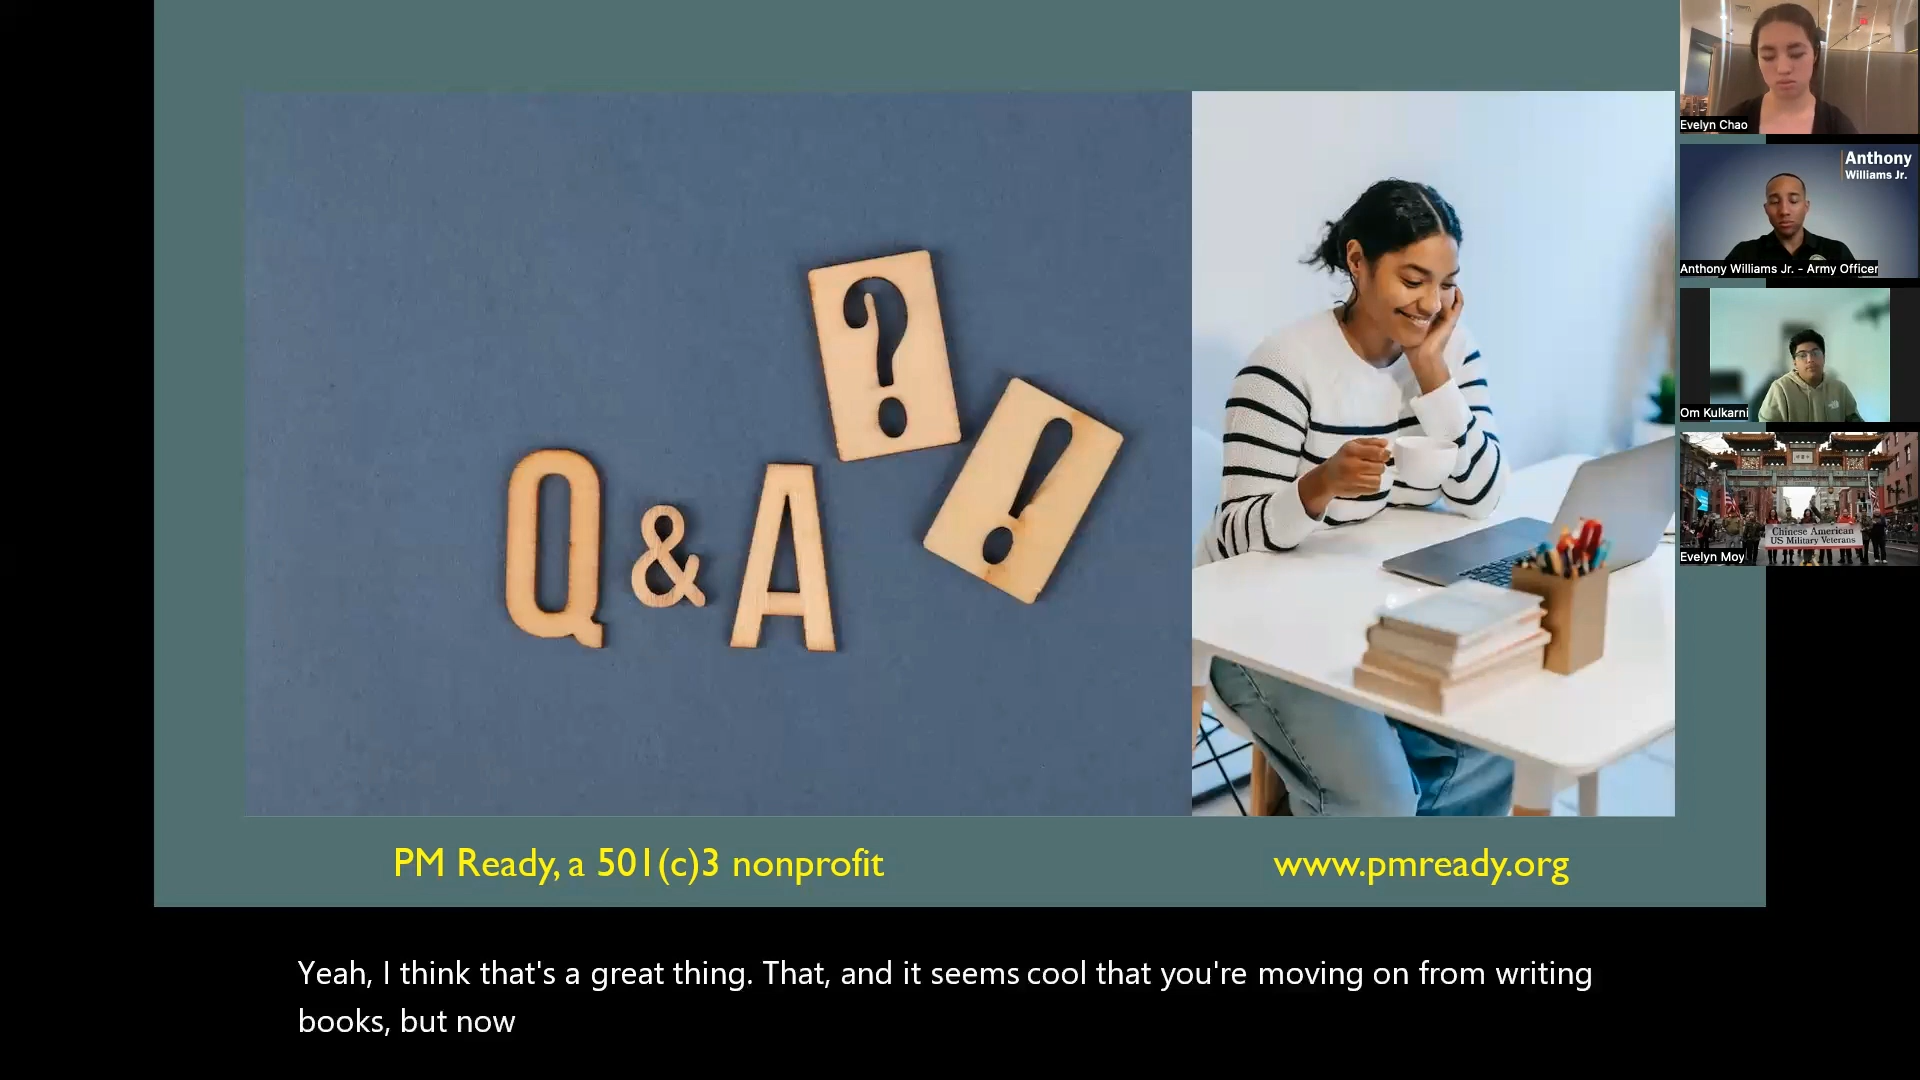 Q & A ? !
PM Ready, a 501(c)3 nonprofit
www.pmready.org
Evelyn Chao
Anthony
Williams Jr.
Anthony Williams Jr. - Army Officer
Om Kulkarni
Chinese American
US Military Veterans
Evelyn Moy
Yeah, I think that's a great thing. That, and it seems cool that you're moving on from writing
books, but now